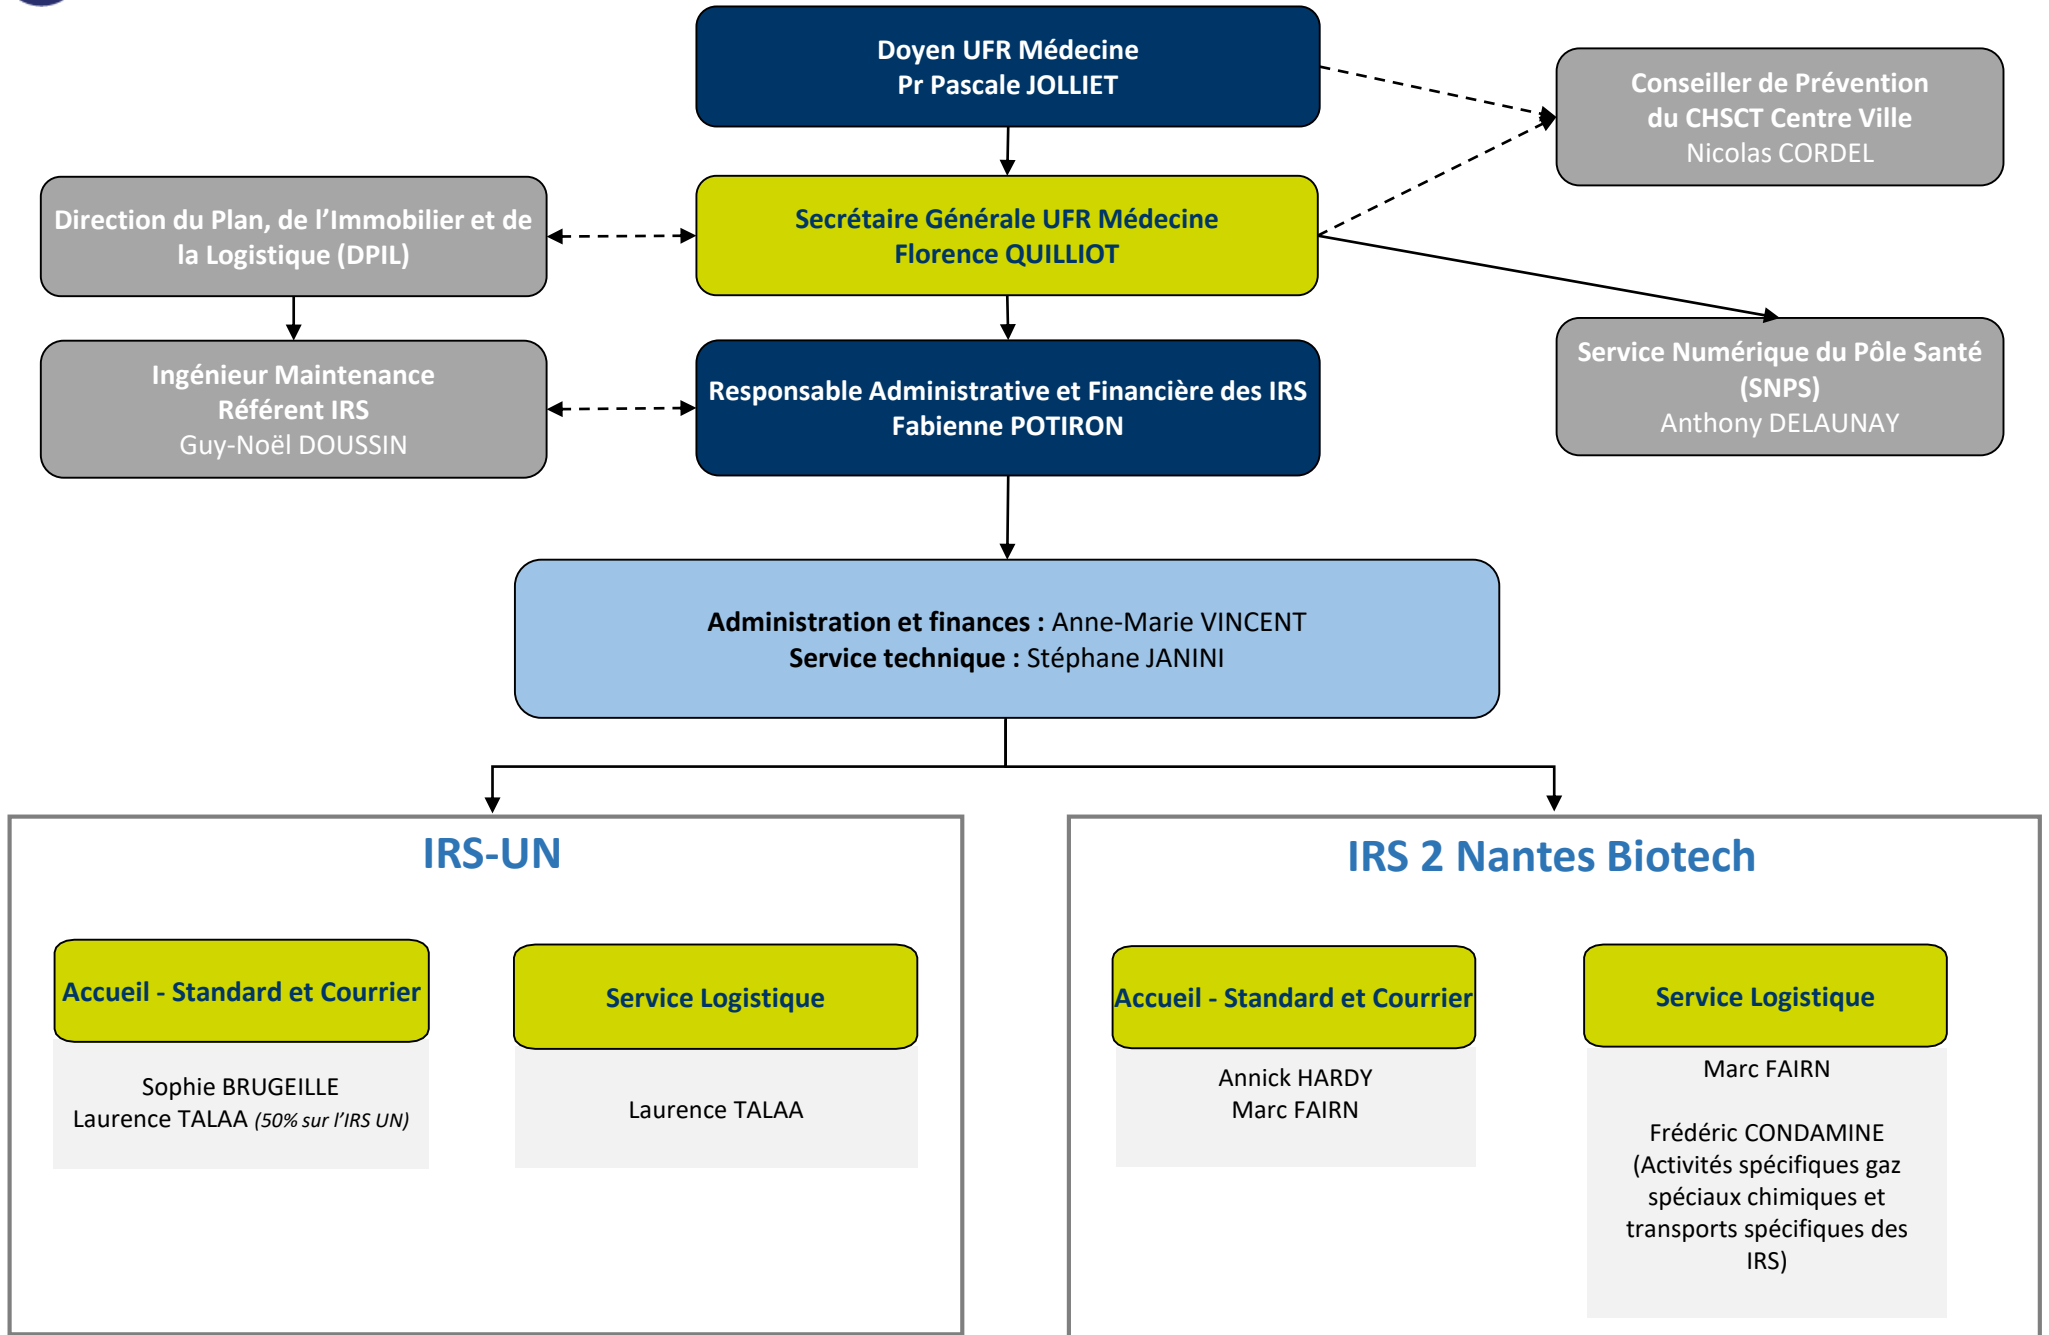 Doyen UFR Médecine
Pr Pascale JOLLIET
Conseiller de Prévention
du CHSCT Centre Ville
Nicolas CORDEL
Direction du Plan, de l’Immobilier et de
la Logistique (DPIL)
Secrétaire Générale UFR Médecine
Florence QUILLIOT
Ingénieur Maintenance
Référent IRS
Guy-Noël DOUSSIN
Responsable Administrative et Financière des IRS
Fabienne POTIRON
Service Numérique du Pôle Santé
(SNPS)
Anthony DELAUNAY
Administration et finances : Anne-Marie VINCENT
Service technique : Stéphane JANINI
IRS-UN
Accueil - Standard et Courrier
Sophie BRUGEILLE
Laurence TALAA (50% sur l’IRS UN)
Service Logistique
Laurence TALAA
IRS 2 Nantes Biotech
Accueil - Standard et Courrier
Annick HARDY
Marc FAIRN
Service Logistique
Marc FAIRN
Frédéric CONDAMINE
(Activités spécifiques gaz
spéciaux chimiques et
transports spécifiques des
IRS)